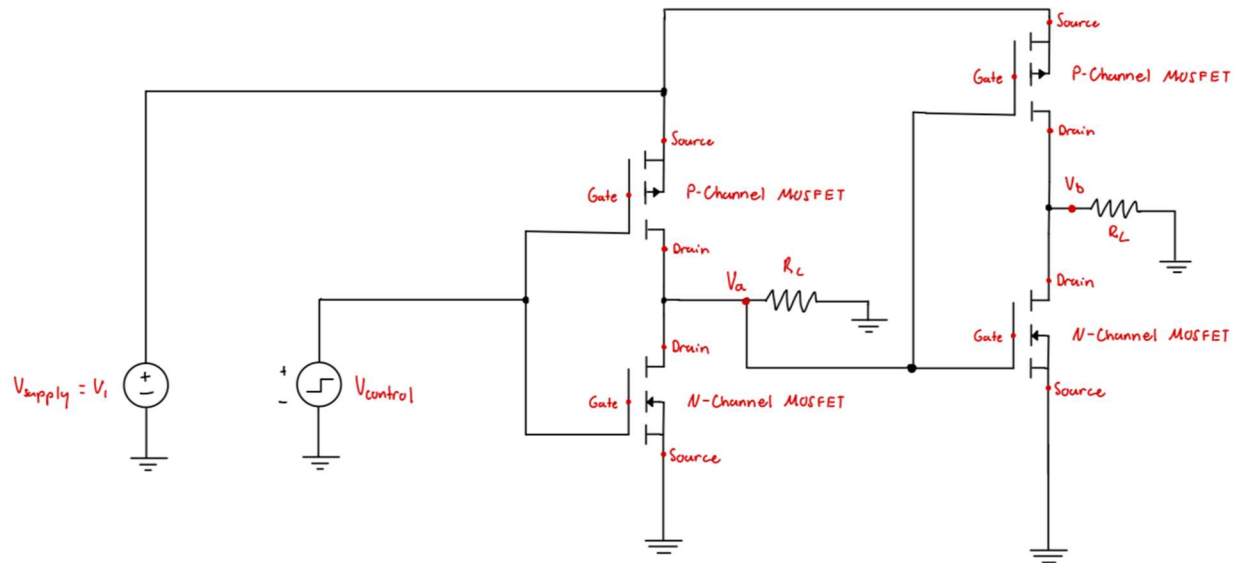 Source
Gate
P-Channel MOSFET
Drain
Source
Gate
P-Channel MOSFET
Drain
Vb
RL
Va
RL
Drain
Gate
N-Channel MOSFET
Source
Drain
Gate
N-Channel MOSFET
Source
Vsupply = V1
+
-
+
-
Vcontrol